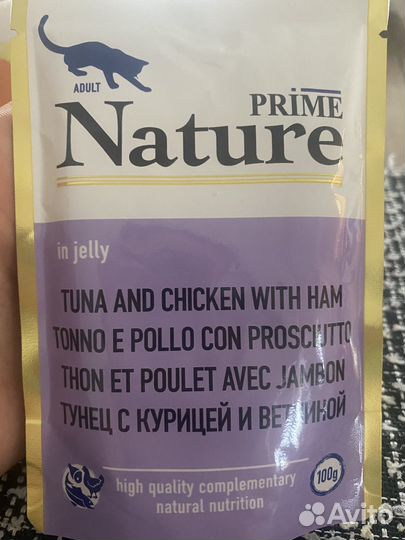 ADULT
PRIME
Nature
in jelly
TUNA AND CHICKEN WITH HAM
TONNO E POLLO CON PROSCIUTTO
THON ET POULET AVEC JAMBON
ТУНЕЦ С КУРИЦЕЙ И ВЕТЧИНОЙ
high quality complementary
natural nutrition
100g
Avito